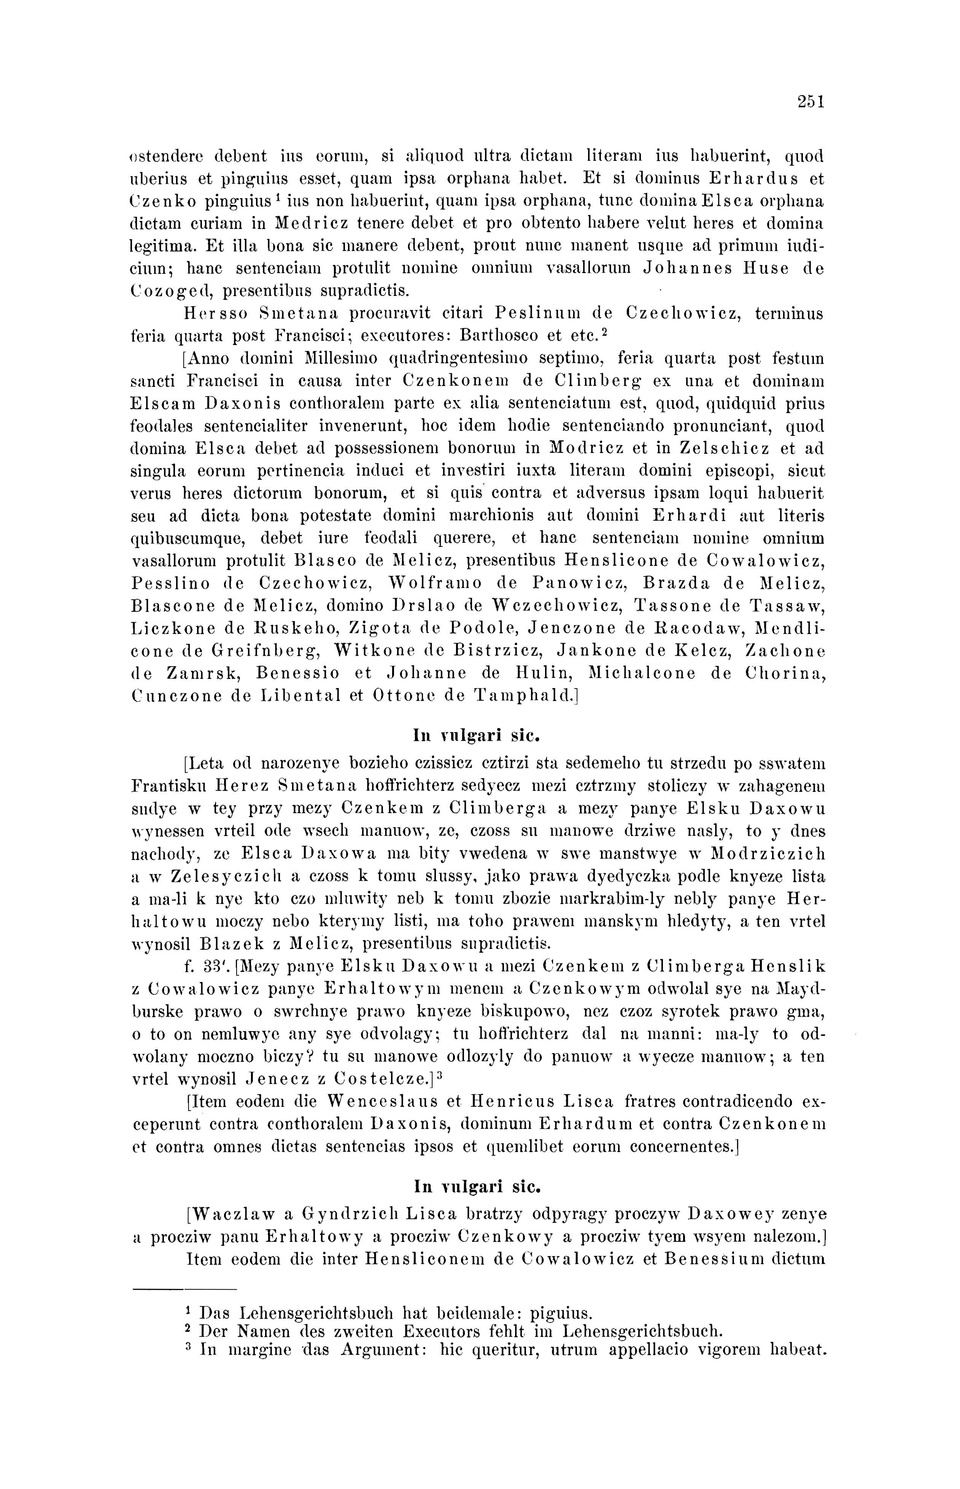 251
ostendere debent ius eorum, si aliquod ultra dictam literam ius habuerint, quod
uberius et pinguius esset, quam ipsa orphana habet. Et si dominus Erhardus et
Czenko pinguius¹ ius non habuerint, quam ipsa orphana, tunc domina Elsca orphana
dictam curiam in Medricz tenere debet et pro obtento habere velut heres et domina
legitima. Et illa bona sic manere debent, prout nunc manent usque ad primum iudi-
cium; hanc sentenciam protulit nomine omnium vasallorum Johannes Huse de
Cozoged, presentibus supradictis.
Hersso Smetana procuravit citari Peslinum de Czechowicz, terminus
feria quarta post Francisci; executores: Barthosco et etc.²
[Anno domini Millesimo quadringentesimo septimo, feria quarta post festum
sancti Francisci in causa inter Czenkonem de Climberg ex una et dominam
Elscam Daxonis conthoralem parte ex alia sentenciatum est, quod, quidquid prius
feodales sentencialiter invenerunt, hoc idem hodie sentenciando pronunciant, quod
domina Elsca debet ad possessionem bonorum in Modricz et in Zelschicz et ad
singula eorum pertinencia induci et investiri iuxta literam domini episcopi, sicut
verus heres dictorum bonorum, et si quis contra et adversus ipsam loqui habuerit
seu ad dicta bona potestate domini marchionis aut domini Erhardi aut literis
quibuscumque, debet iure feodali querere, et hanc sentenciam nomine omnium
vasallorum protulit Blasco de Melicz, presentibus Henslicone de Cowalowicz,
Pesslino de Czechowicz, Wolframo de Panowicz, Brazda de Melicz,
Blascone de Melicz, domino Drslao de Wczechowicz, Tassone de Tassaw,
Liczkone de Ruskeho, Zigota de Podole, Jenczone de Racodaw, Mendli-
cone de Greifnberg, Witkone de Bistrzicz, Jankone de Kelcz, Zachone
de Zamrsk, Benessio et Johanne de Hulin, Michalcone de Chorina,
Cunczone de Libental et Ottone de Tamphald.]
In vulgari sic.
[Leta od narozenye bozieho czissicz cztirzi sta sedemeho tu strzedu po sswatem
Frantisku Herez Smetana hoffrichterz sedyecz mezi cztrzmy stoliczy w zahagenem
sudye w tey przy mezy Czenkem z Climberga a mezy panye Elsku Daxowu
wynessen vrteil ode wsech manuow, ze, czoss su manowe drziwe nasly, to y dnes
nachody, ze Elsca Daxowa ma bity vwedena w swe manstwye w Modrziczich
a w Zelesyczich a czoss k tomu slussy, jako prawa dyedyczka podle knyeze lista
a ma-li k nye kto czo mluwity neb k tomu zbozie markrabim-ly nebly panye Her-
haltowu moczy nebo kterymy listi, ma toho prawem manskym hledyty, a ten vrtel
wynosil Blazek z Melicz, presentibus supradictis.
f. 33'. [Mezy panye Elsku Daxowu a mezi Czenkem z Climberga Henslik
z Cowalowicz panye Erhaltowym menem a Czenkowym odwolal sye na Mayd-
burske prawo o swrchnye prawo knyeze biskupowo, nez czoz syrotek prawo gma,
o to on nemluwye any sye odvolagy; tu hoffrichterz dal na manni: ma-ly to od-
wolany moczno biczy? tu su manowe odlozyly do panuow a wyecze manuow; a ten
vrtel wynosil Jenecz z Costelcze.]³
[Item eodem die Wenceslaus et Henricus Lisca fratres contradicendo ex-
ceperunt contra conthoralem Daxonis, dominum Erhardum et contra Czenkonem
et contra omnes dictas sentencias ipsos et quemlibet eorum concernentes.]
In vulgari sic.
[Waczlaw a Gyndrzich Lisca bratrzy odpyragy proczyw Daxowey zenye
a procziw panu Erhaltowy a procziw Czenkowy a procziw tyem wsyem nalezom.]
Item eodem die inter Hensliconem de Cowalowicz et Benessium dictum
¹ Das Lehensgerichtsbuch hat beidemale: piguius.
² Der Namen des zweiten Executors fehlt im Lehensgerichtsbuch.
³ In margine das Argument: hic queritur, utrum appellacio vigorem habeat.